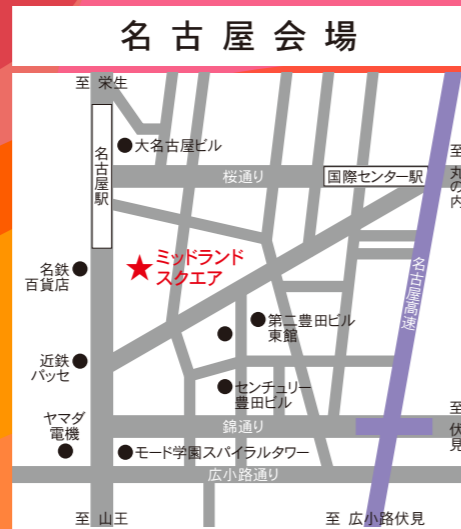 名古屋会場
至 栄生
大名古屋ビル
名古屋駅
桜通り
国際センター駅
至
丸の内
ミッドランド
スクエア
名鉄
百貨店
名古屋高速
第二豊田ビル
東館
近鉄
パッセ
センチュリー
豊田ビル
至
伏見
ヤマダ
電機
錦通り
モード学園スパイラルタワー
広小路通り
至 山王
至 広小路伏見